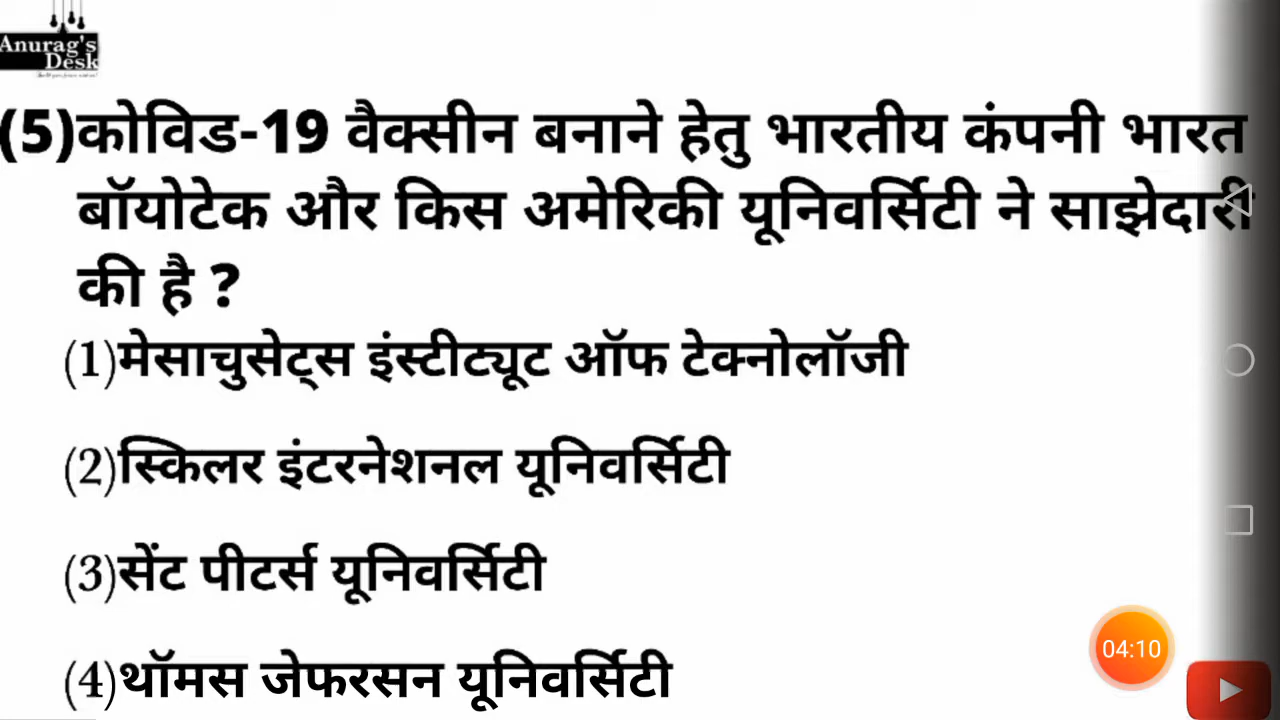 Anurag's
Desk
(5)कोविड-19 वैक्सीन बनाने हेतु भारतीय कंपनी भारत
बॉयोटेक और किस अमेरिकी यूनिवर्सिटी ने साझेदारी
की है ?
(1)मेसाचुसेट्स इंस्टीट्यूट ऑफ टेक्नोलॉजी
(2)स्किलर इंटरनेशनल यूनिवर्सिटी
(3)सेंट पीटर्स यूनिवर्सिटी
(4)थॉमस जेफरसन यूनिवर्सिटी
04:10